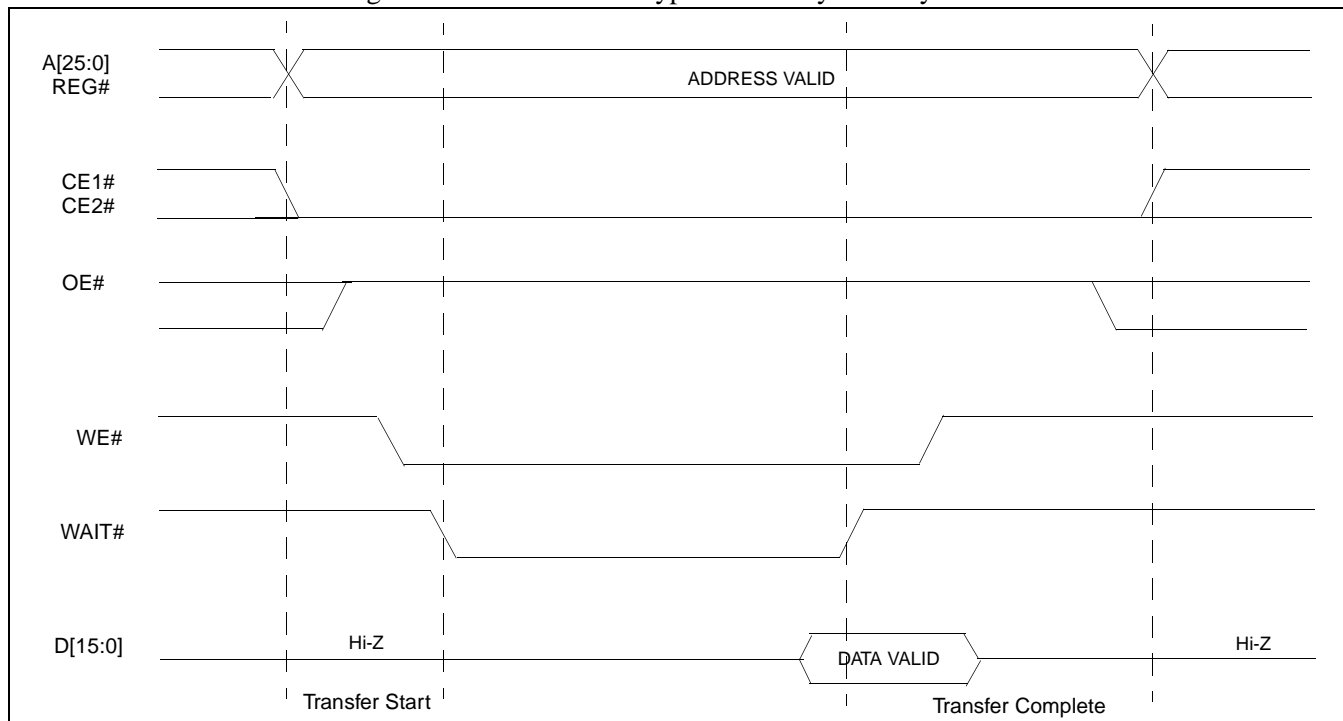 A[25:0]
REG#
ADDRESS VALID
CE1#
CE2#
OE#
WE#
WAIT#
D[15:0]
Hi-Z
DATA VALID
Hi-Z
Transfer Start
Transfer Complete